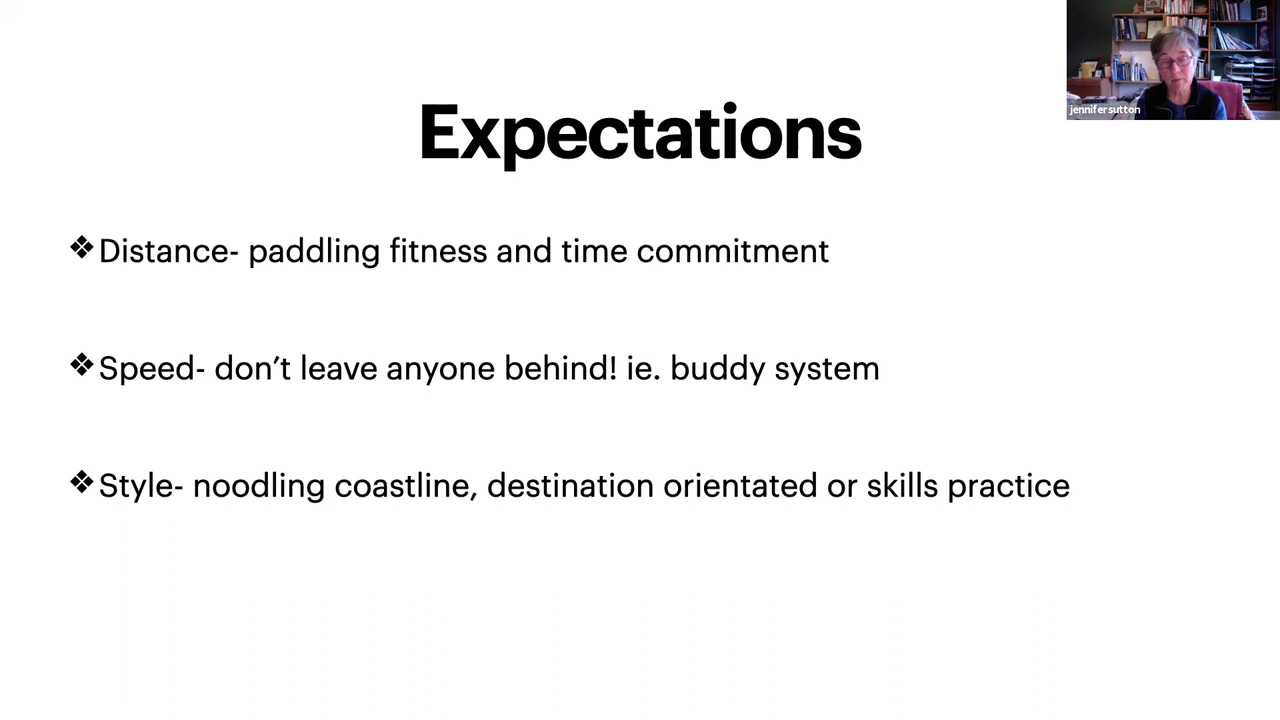 jennifersutton
Expectations
❖Distance- paddling fitness and time commitment
❖Speed- don’t leave anyone behind! ie. buddy system
❖Style- noodling coastline, destination orientated or skills practice